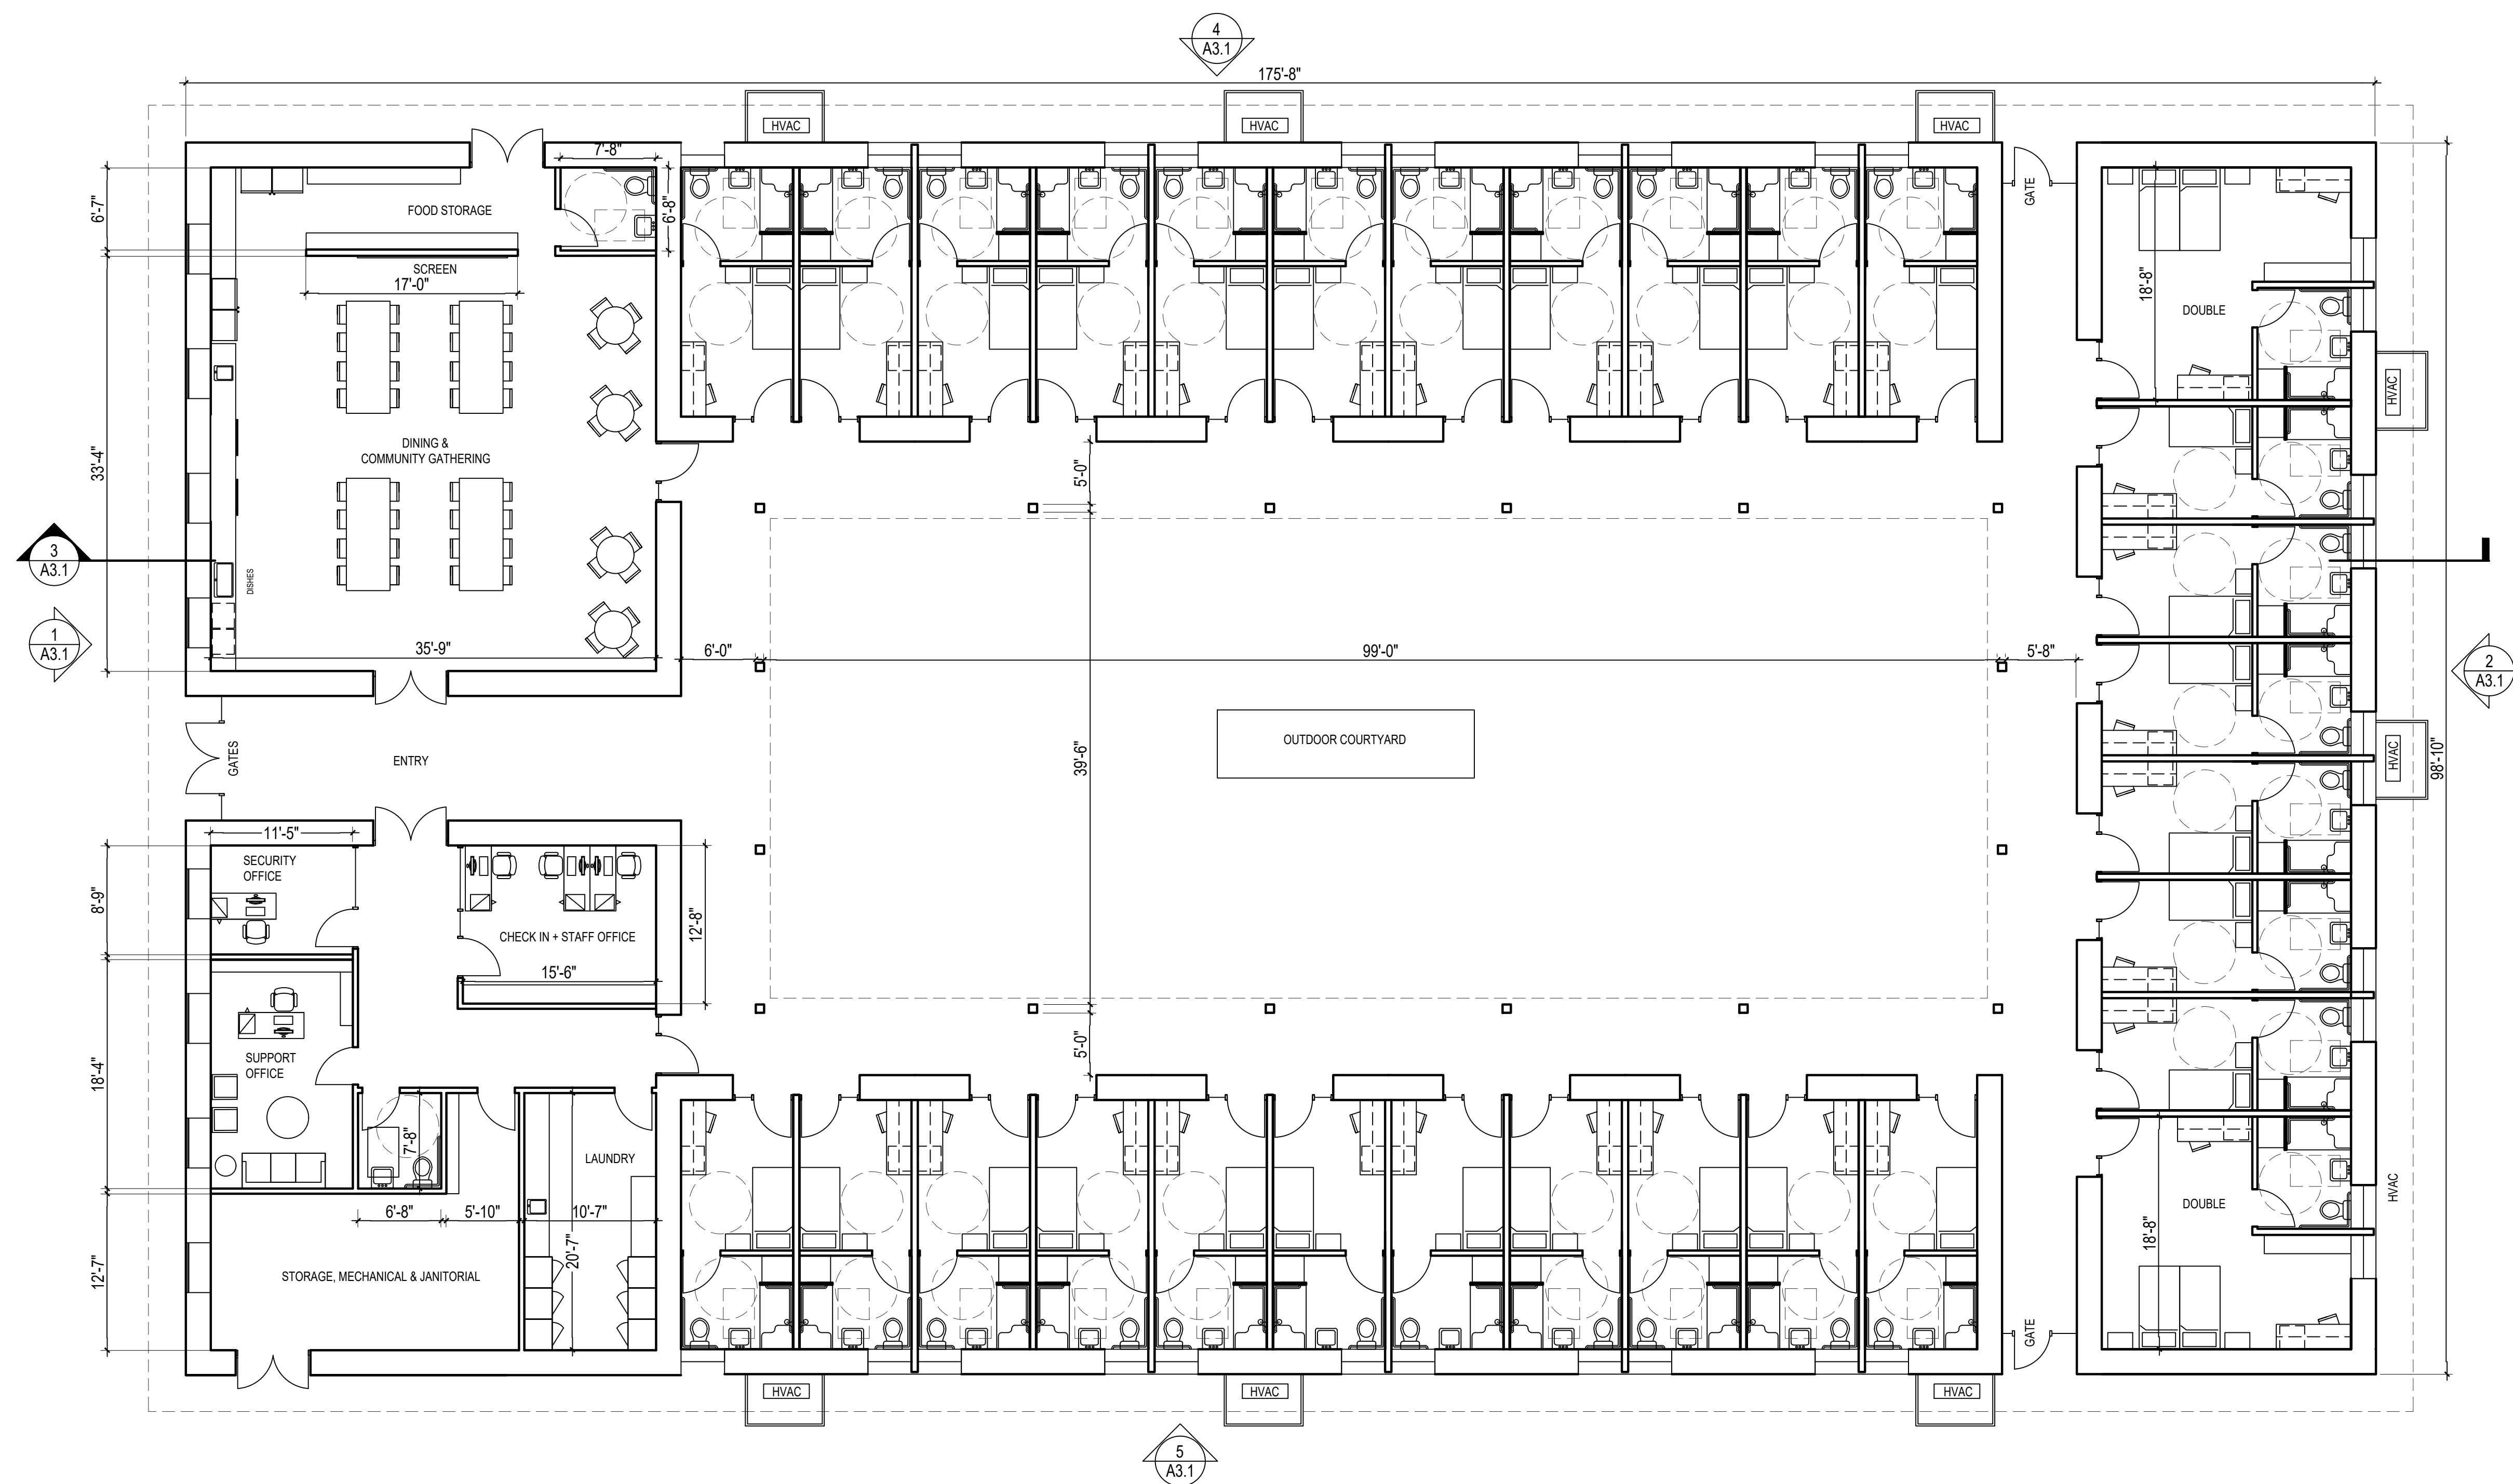 4
A3.1
175'-8"
HVAC
HVAC
HVAC
7'-8"
6'-7"
FOOD STORAGE
6'-8"
GATE
SCREEN
17'-0"
18'-8"
DOUBLE
HVAC
DINING &
COMMUNITY GATHERING
33'-4"
5'-0"
3
A3.1
DISHES
1
A3.1
35'-9"
6'-0"
99'-0"
5'-8"
2
A3.1
GATES
ENTRY
39'-6"
OUTDOOR COURTYARD
HVAC
98'-10"
11'-5"
SECURITY
OFFICE
8'-9"
CHECK IN + STAFF OFFICE
12'-8"
15'-6"
SUPPORT
OFFICE
18'-4"
5'-0"
7'-8"
LAUNDRY
6'-8"
5'-10"
10'-7"
20'-7"
DOUBLE
18'-8"
HVAC
12'-7"
STORAGE, MECHANICAL & JANITORIAL
GATE
HVAC
HVAC
HVAC
5
A3.1